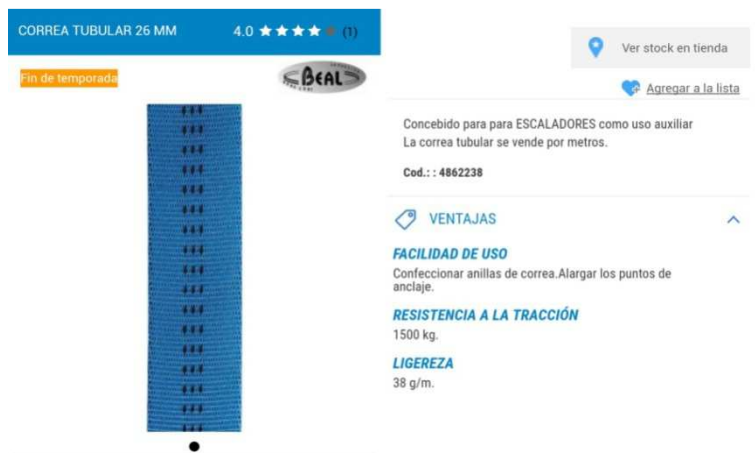 CORREA TUBULAR 26 MM
4.0 (1)
Fin de temporada
BEAL
Ver stock en tienda
Agregar a la lista
Concebido para para ESCALADORES como uso auxiliar
La correa tubular se vende por metros.
Cod.: : 4862238
VENTAJAS
FACILIDAD DE USO
Confeccionar anillas de correa.Alargar los puntos de
anclaje.
RESISTENCIA A LA TRACCIÓN
1500 kg.
LIGEREZA
38 g/m.